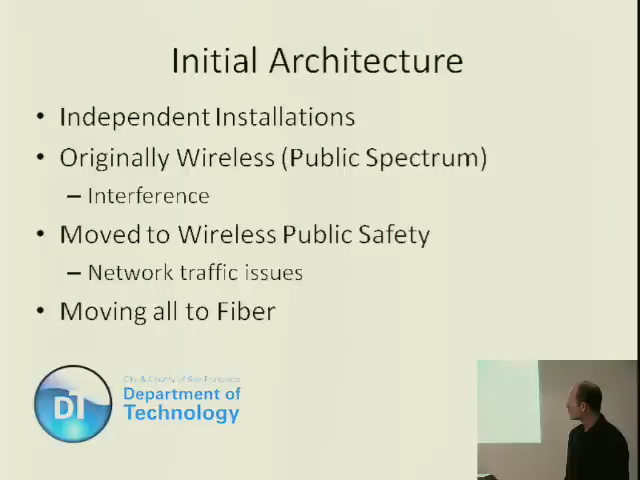 Initial Architecture
• Independent Installations
• Originally Wireless (Public Spectrum)
– Interference
• Moved to Wireless Public Safety
– Network traffic issues
• Moving all to Fiber
DT
City & County of San Francisco
Department of
Technology